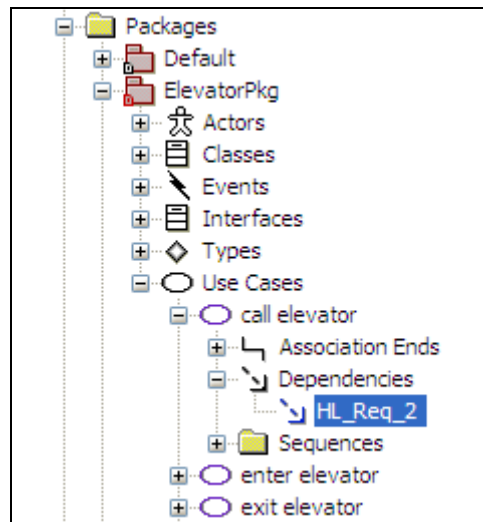 Packages
Default
ElevatorPkg
Actors
Classes
Events
Interfaces
Types
Use Cases
call elevator
Association Ends
Dependencies
HL_Req_2
Sequences
enter elevator
exit elevator